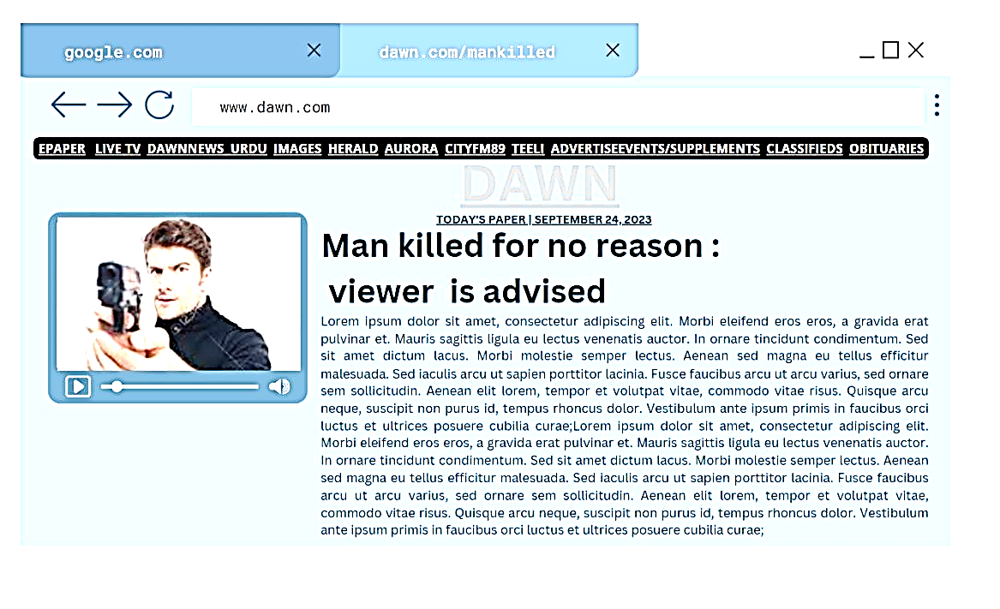 google.com
dawn.com/mankilled
www.dawn.com
EPAPER LIVE TV DAWNNEWS URDU IMAGES HERALD AURORA CITYFM89 TEELI ADVERTISEEVENTS/SUPPLEMENTS CLASSIFIEDS OBITUARIES
DAWN
TODAY'S PAPER | SEPTEMBER 24, 2023
Man killed for no reason :
viewer is advised
Lorem ipsum dolor sit amet, consectetur adipiscing elit. Morbi eleifend eros eros, a gravida erat
pulvinar et. Mauris sagittis ligula eu lectus venenatis auctor. In ornare tincidunt condimentum. Sed
sit amet dictum lacus. Morbi molestie semper lectus. Aenean sed magna eu tellus efficitur
malesuada. Sed iaculis arcu ut sapien porttitor lacinia. Fusce faucibus arcu ut arcu varius, sed ornare
sem sollicitudin. Aenean elit lorem, tempor et volutpat vitae, commodo vitae risus. Quisque arcu
neque, suscipit non purus id, tempus rhoncus dolor. Vestibulum ante ipsum primis in faucibus orci
luctus et ultrices posuere cubilia curae;Lorem ipsum dolor sit amet, consectetur adipiscing elit.
Morbi eleifend eros eros, a gravida erat pulvinar et. Mauris sagittis ligula eu lectus venenatis auctor.
In ornare tincidunt condimentum. Sed sit amet dictum lacus. Morbi molestie semper lectus. Aenean
sed magna eu tellus efficitur malesuada. Sed iaculis arcu ut sapien porttitor lacinia. Fusce faucibus
arcu ut arcu varius, sed ornare sem sollicitudin. Aenean elit lorem, tempor et volutpat vitae,
commodo vitae risus. Quisque arcu neque, suscipit non purus id, tempus rhoncus dolor. Vestibulum
ante ipsum primis in faucibus orci luctus et ultrices posuere cubilia curae;